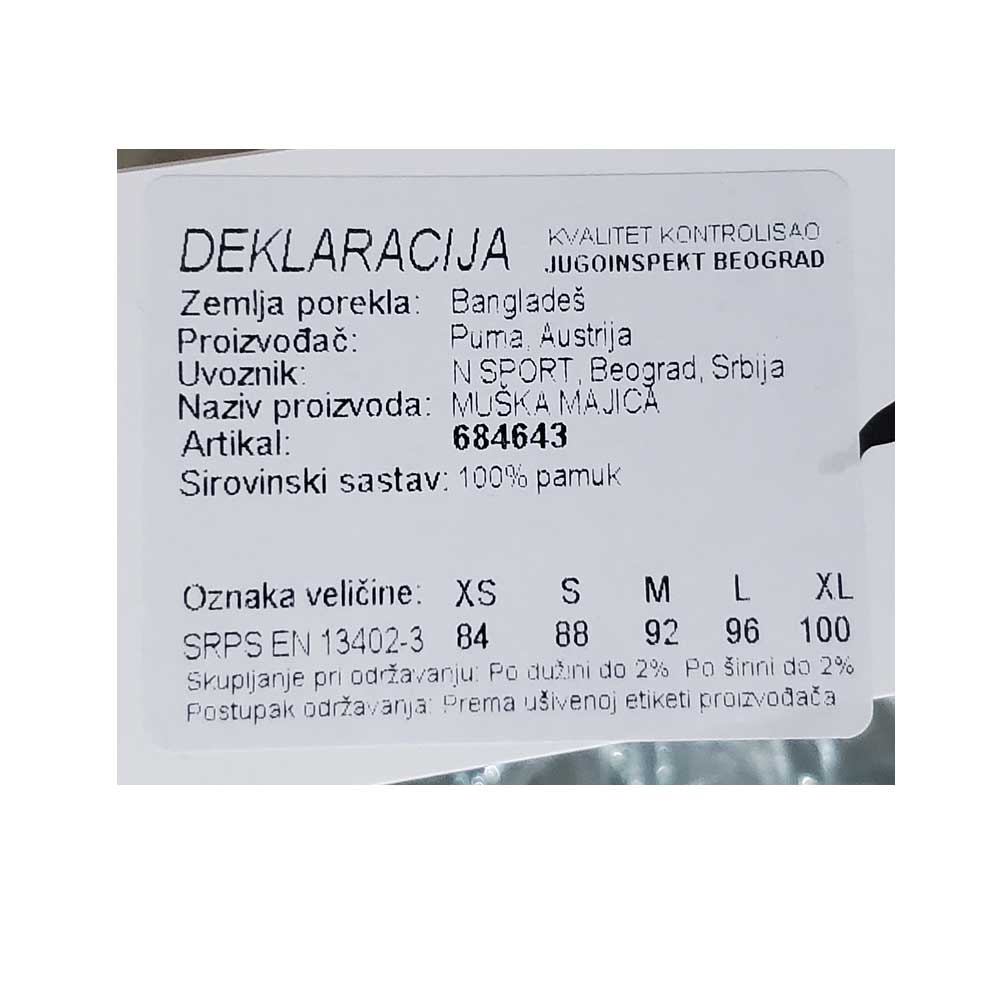 DEKLARACIJA KVALITET KONTROLISAO
JUGOINSPEKT BEOGRAD
Zemlja porekla: Bangladeš
Proizvođač: Puma, Austrija
Uvoznik: N SPORT, Beograd, Srbija
Naziv proizvoda: MUŠKA MAJICA
Artikal: 684643
Sirovinski sastav: 100% pamuk
Oznaka veličine: XS S M L XL
SRPS EN 13402-3 84 88 92 96 100
Skupljanje pri održavanju: Po dužini do 2% Po širini do 2%
Postupak održavanja: Prema ušivenoj etiketi proizvođača